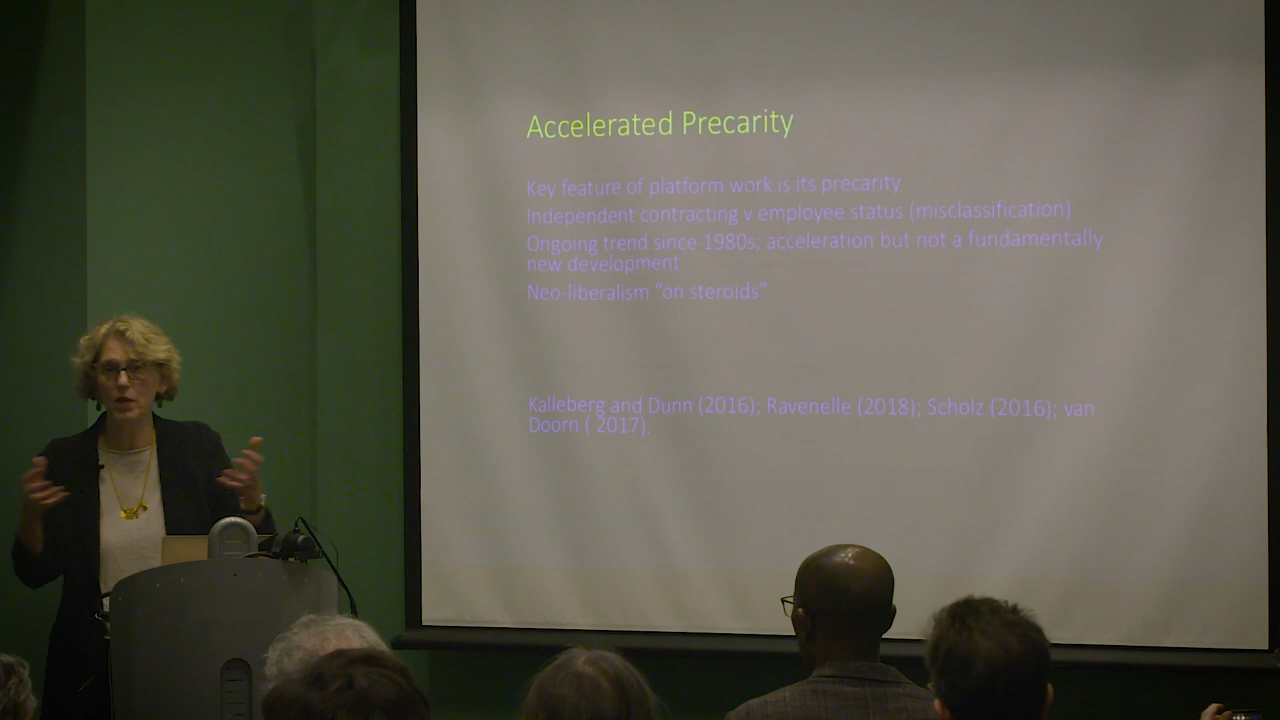 Accelerated Precarity
Key feature of platform work is its precarity
Independent contracting v employee status (misclassification)
Ongoing trend since 1980s; acceleration but not a fundamentally
new development
Neo-liberalism “on steroids”
Kalleberg and Dunn (2016); Ravenelle (2018); Scholz (2016); van
Doorn ( 2017).